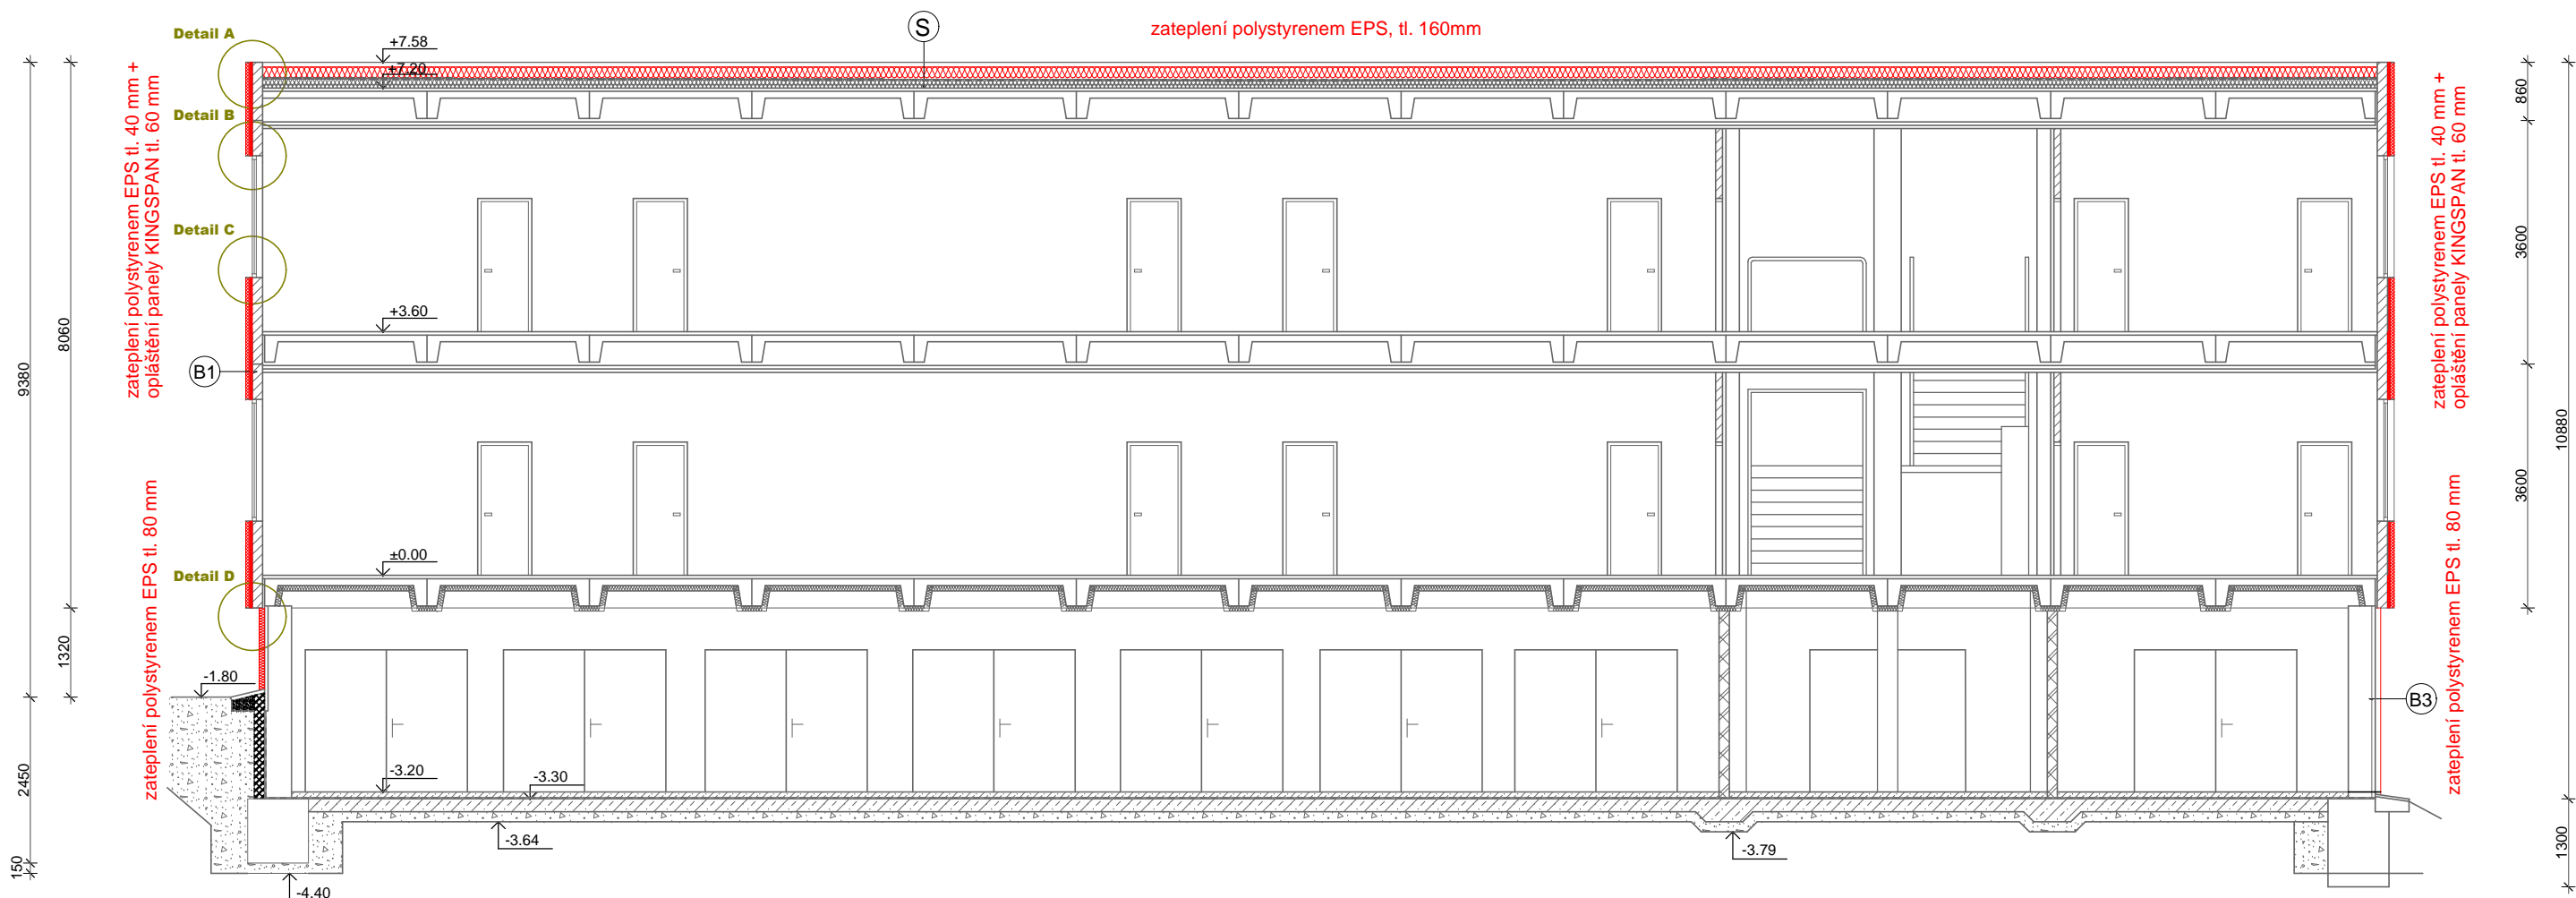 Detail A
S
zateplení polystyrenem EPS, tl. 160mm
+7.58
+7.20
Detail B
Detail C
zateplení polystyrenem EPS tl. 40 mm +
opláštění panely KINGSPAN tl. 60 mm
zateplení polystyrenem EPS tl. 40 mm +
opláštění panely KINGSPAN tl. 60 mm
860
3600
3600
10880
1300
9380
8060
1320
2450
150
+3.60
B1
±0.00
Detail D
zateplení polystyrenem EPS tl. 80 mm
zateplení polystyrenem EPS tl. 80 mm
-1.80
B3
-3.20
-3.30
-3.64
-3.79
-4.40